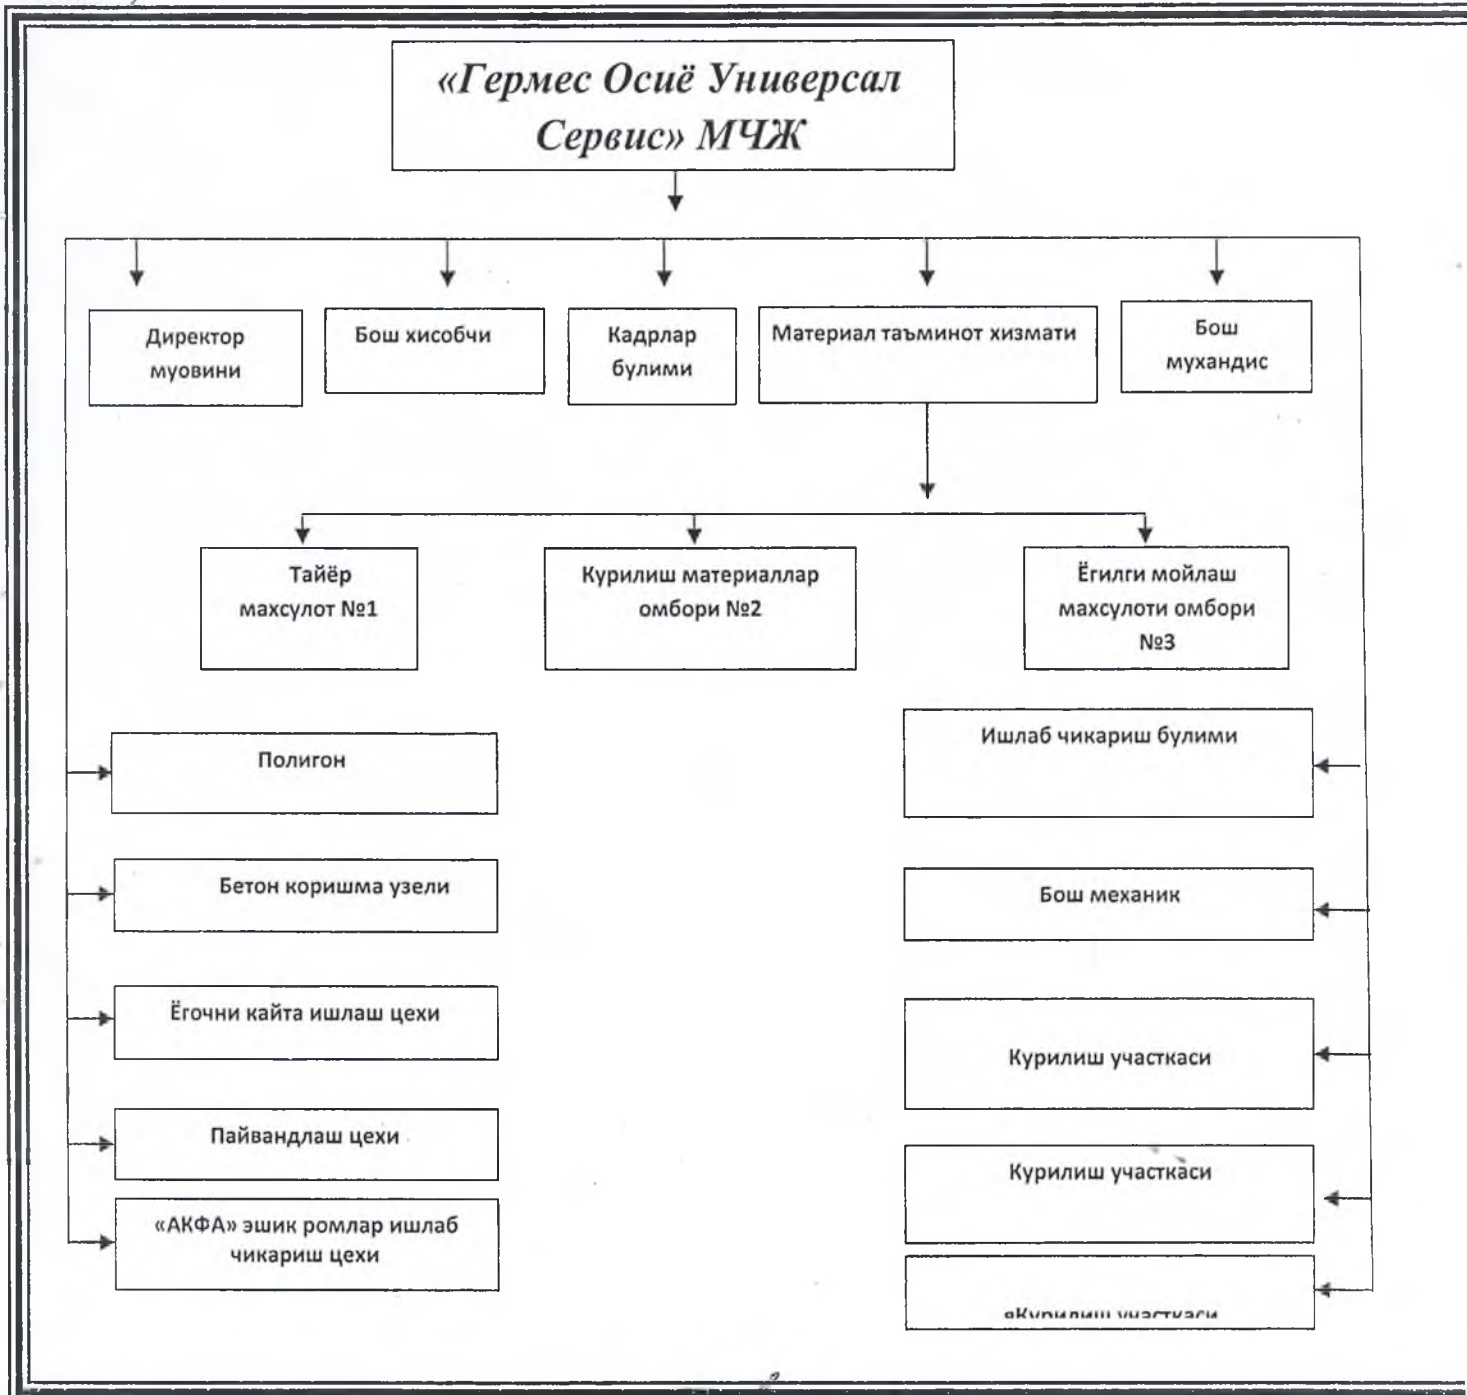 «Гермес Осиё Универсал
Сервис» МЧЖ
Директор
муовини
Бош хисобчи
Кадрлар
булими
Материал таъминот хизмати
Бош
мухандис
Тайёр
махсулот №1
Курилиш материаллар
омбори №2
Ёгилги мойлаш
махсулоти омбори
№3
Полигон
Ишлаб чикариш булими
Бетон коришма узели
Бош механик
Ёгочни кайта ишлаш цехи
Курилиш участкаси
Пайвандлаш цехи
Курилиш участкаси
«АКФА» эшик ромлар ишлаб
чикариш цехи
яКурилиш участкаси